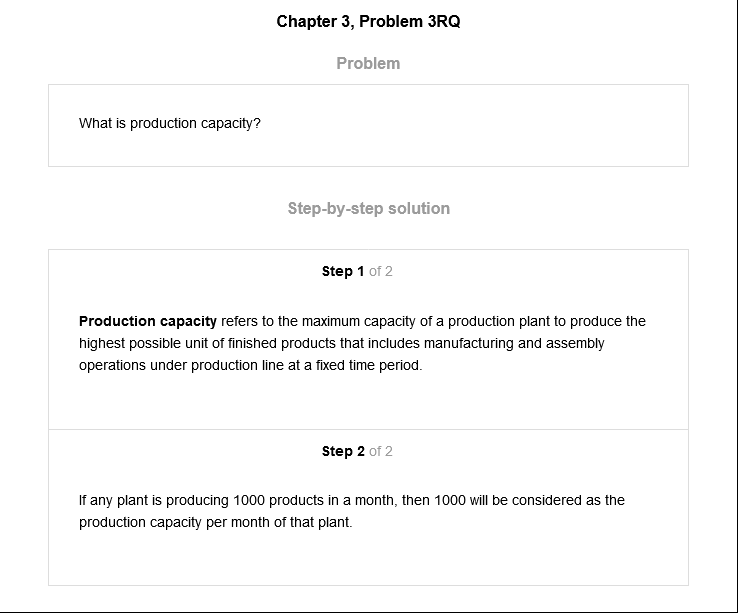 Chapter 3, Problem 3RQ
Problem
What is production capacity?
Step-by-step solution
Step 1 of 2
Production capacity refers to the maximum capacity of a production plant to produce the
highest possible unit of finished products that includes manufacturing and assembly
operations under production line at a fixed time period.
Step 2 of 2
If any plant is producing 1000 products in a month, then 1000 will be considered as the
production capacity per month of that plant.